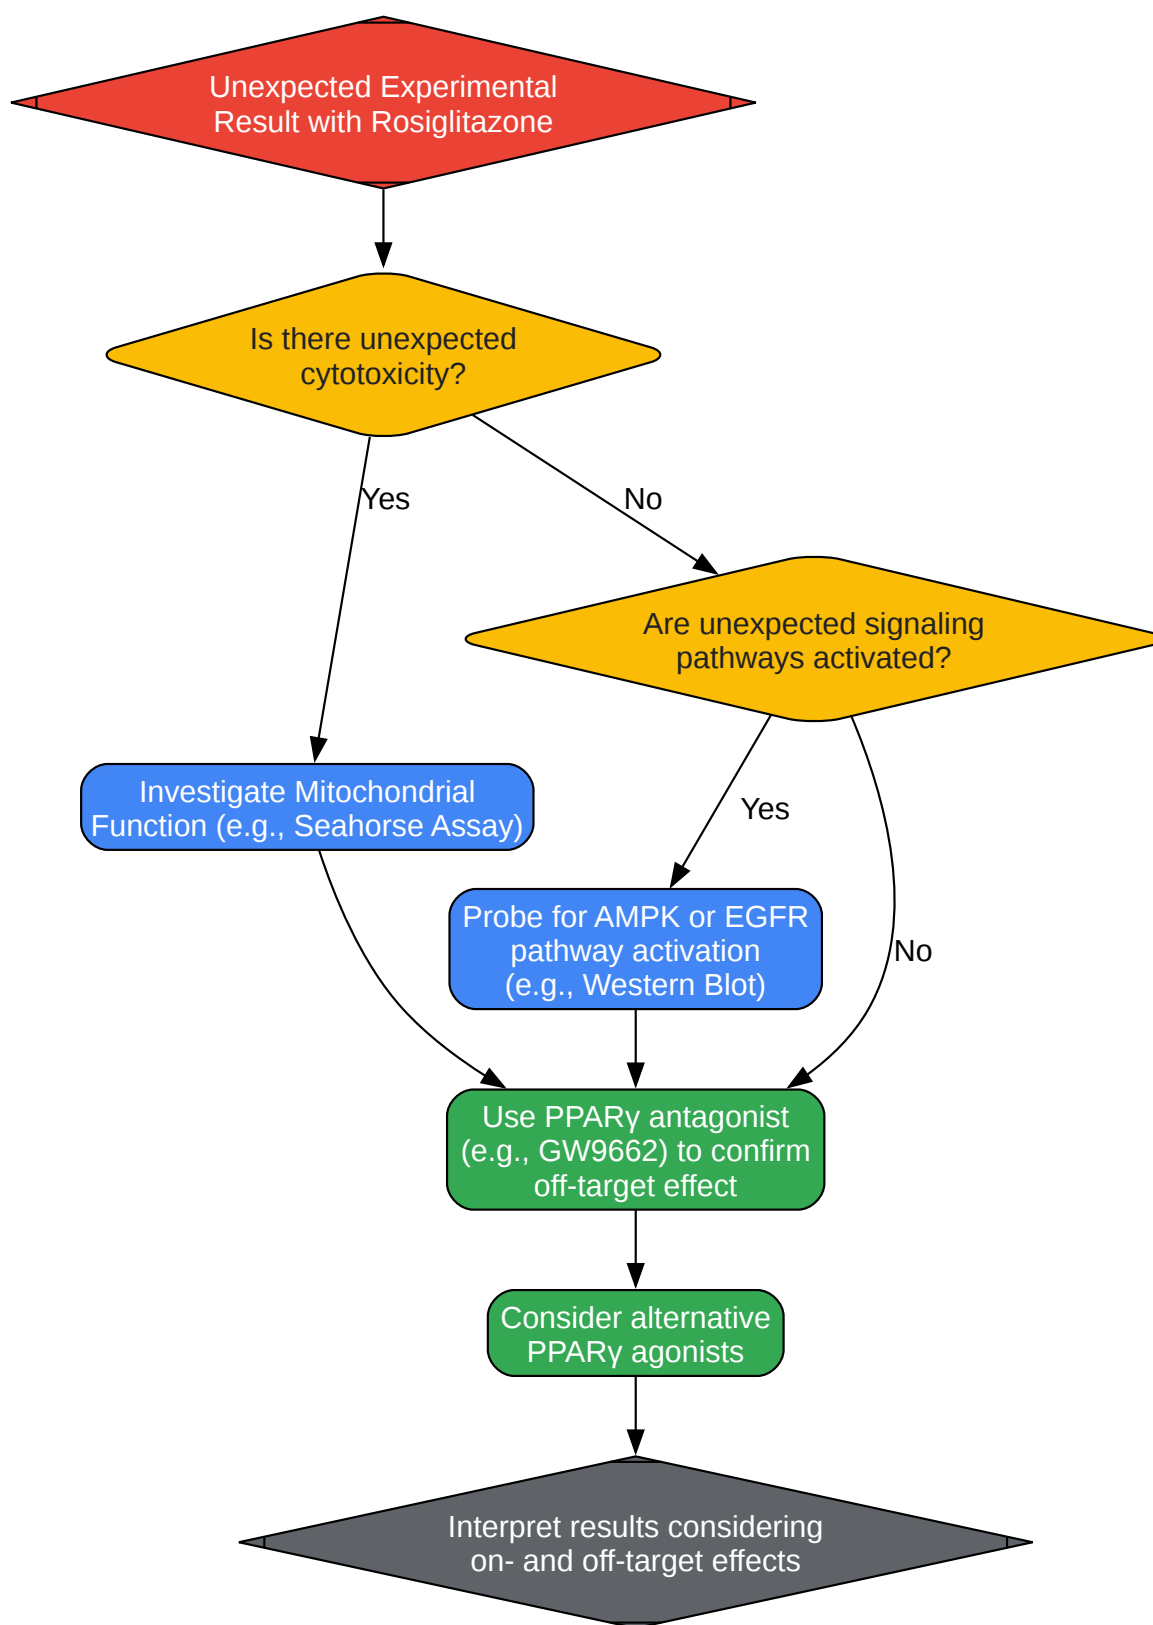 Unexpected Experimental
Result with Rosiglitazone
Is there unexpected
cytotoxicity?
Yes
No
Are unexpected signaling
pathways activated?
Investigate Mitochondrial
Function (e.g., Seahorse Assay)
Yes
Probe for AMPK or EGFR
pathway activation
(e.g., Western Blot)
No
Use PPARγ antagonist
(e.g., GW9662) to confirm
off-target effect
Consider alternative
PPARγ agonists
Interpret results considering
on- and off-target effects